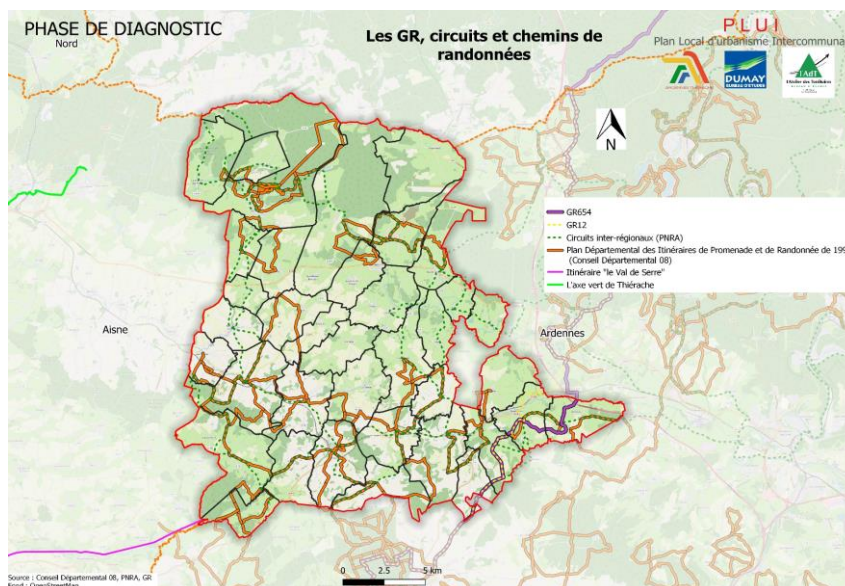 PHASE DE DIAGNOSTIC
Nord
Les GR, circuits et chemins de
randonnées
PLUI
Plan Local d'urbanisme Intercommuna
DUMAY
N
GR654
GR12
Circuits inter-régionaux (PNRA)
Plan Départemental des Itinéraires de Promenade et de Randonnée de 199
(Conseil Départemental 08)
Itinéraire "le Val de Serre"
L'axe vert de Thiérache
Aisne
Ardennes
0 2.5 5 km
Source : Conseil Départemental 08, PNRA, GR
Fond : OpenStreetMap